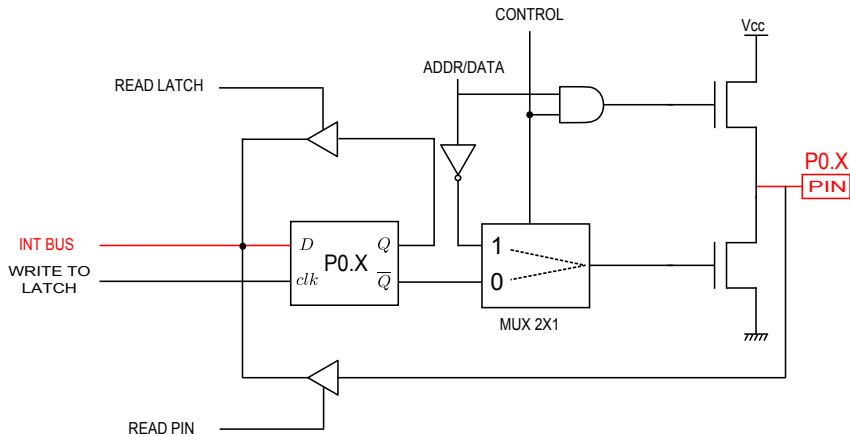 CONTROL
Vcc
ADDR/DATA
READ LATCH
P0.X
PIN
INT BUS
D
Q
1
WRITE TO
LATCH
P0.X
clk
Q̅
0
MUX 2X1
READ PIN